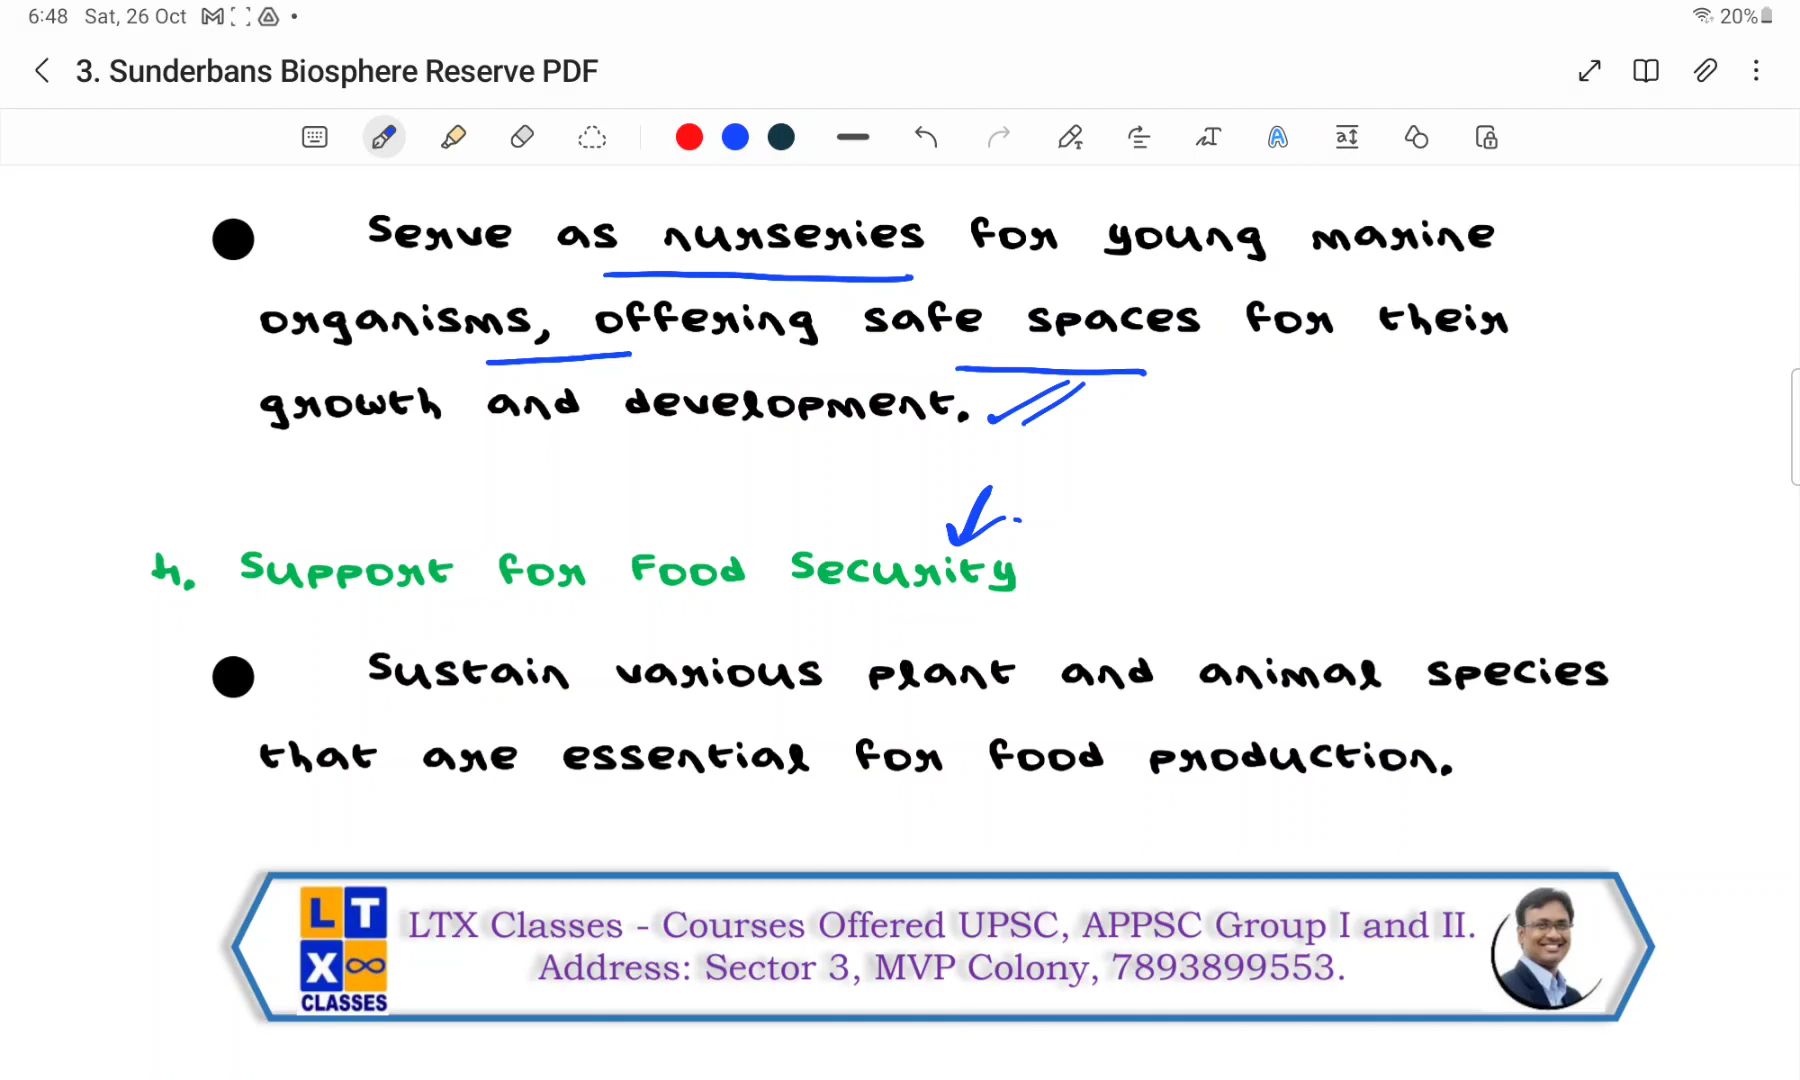 6:48 Sat, 26 Oct 20%
3. Sunderbans Biosphere Reserve PDF
Serve as nurseries for young marine
organisms, offering safe spaces for their
growth and development.
4. Support for Food Security
Sustain various plant and animal species
that are essential for food production.
LTX Classes - Courses Offered UPSC, APPSC Group I and II.
Address: Sector 3, MVP Colony, 7893899553.
LT
X∞
CLASSES